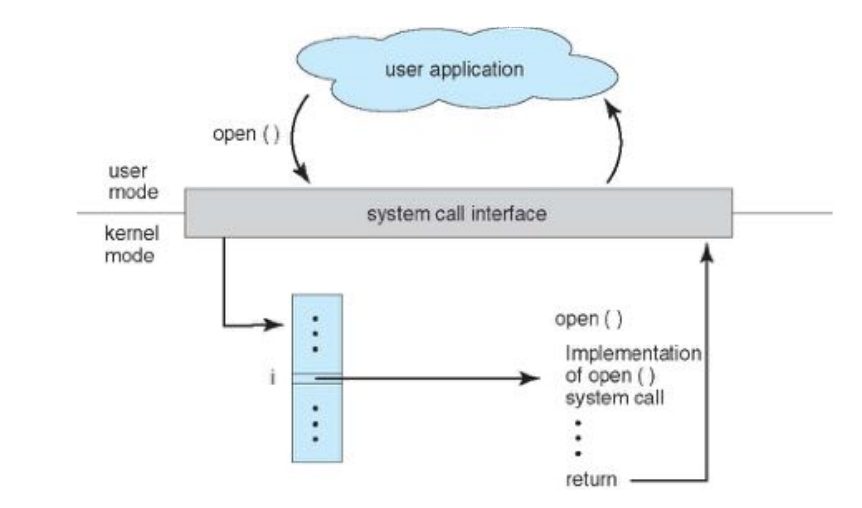 user application
open ( )
user
mode
system call interface
kernel
mode
open ( )
i
Implementation
of open ( )
system call
return